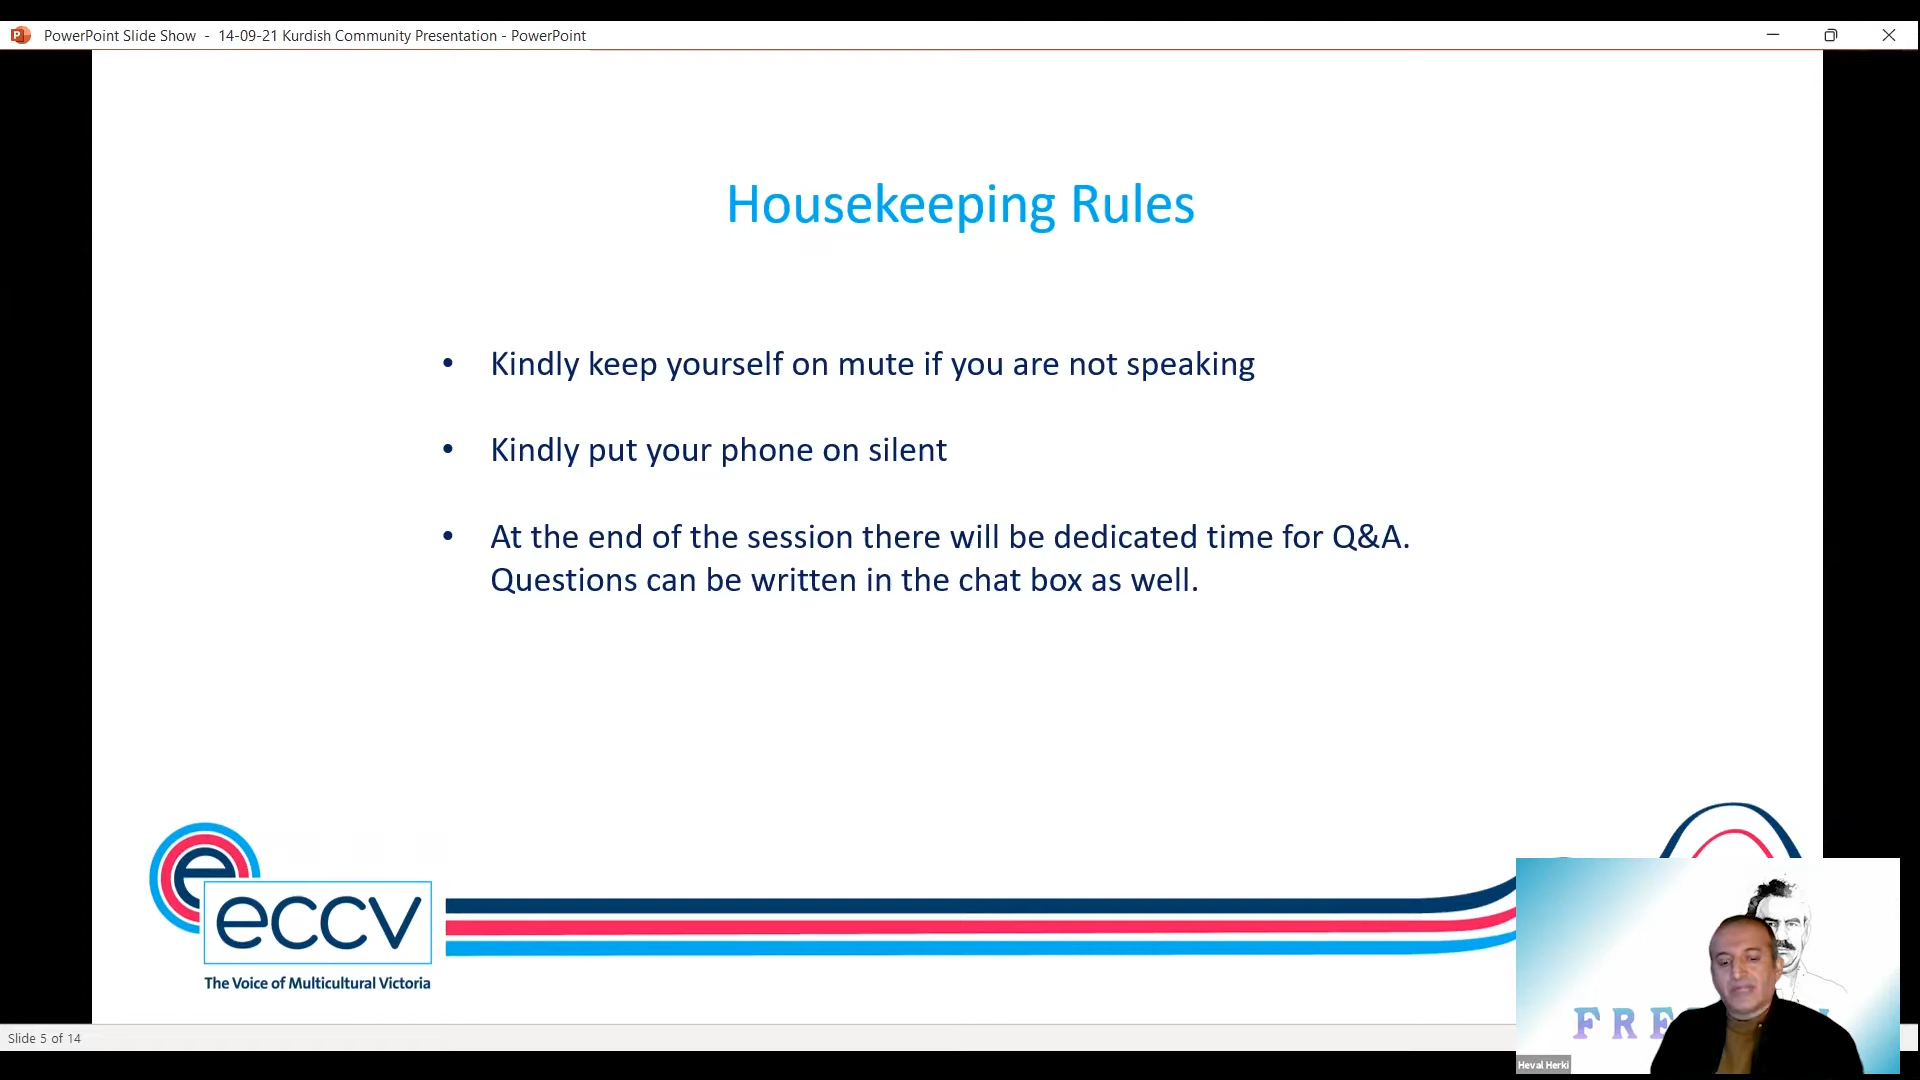 PowerPoint Slide Show - 14-09-21 Kurdish Community Presentation - PowerPoint
Housekeeping Rules
• Kindly keep yourself on mute if you are not speaking
• Kindly put your phone on silent
• At the end of the session there will be dedicated time for Q&A.
Questions can be written in the chat box as well.
eccv
The Voice of Multicultural Victoria
Slide 5 of 14
Heval Herki